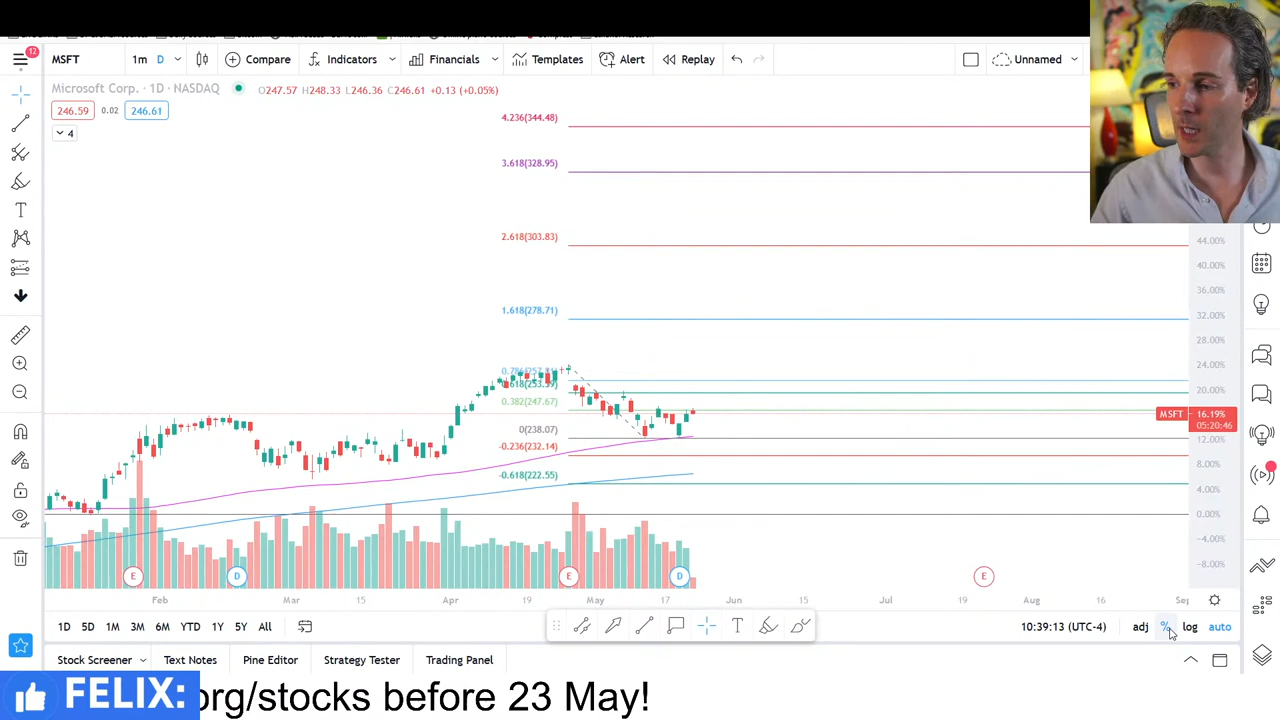 12
MSFT 1m D Compare Indicators Financials Templates Alert Replay Unnamed
Microsoft Corp. · 1D · NASDAQ O247.57 H248.33 L246.36 C246.61 +0.13 (+0.05%)
246.59 0.02 246.61
4
4.236(344.48)
3.618(328.95)
2.618(303.83)
1.618(278.71)
0.618(253.39)
0.382(247.67)
0(238.07)
-0.236(232.14)
-0.618(222.55)
44.00%
40.00%
36.00%
32.00%
28.00%
24.00%
20.00%
MSFT 16.19%
05:20:46
12.00%
8.00%
4.00%
0.00%
-4.00%
-8.00%
E D E D E
Feb Mar 15 Apr 19 May 17 Jun 15 Jul 19 Aug 16 Sep
1D 5D 1M 3M 6M YTD 1Y 5Y All T 10:39:13 (UTC-4) adj % log auto
Stock Screener Text Notes Pine Editor Strategy Tester Trading Panel
FELIX: org/stocks before 23 May!